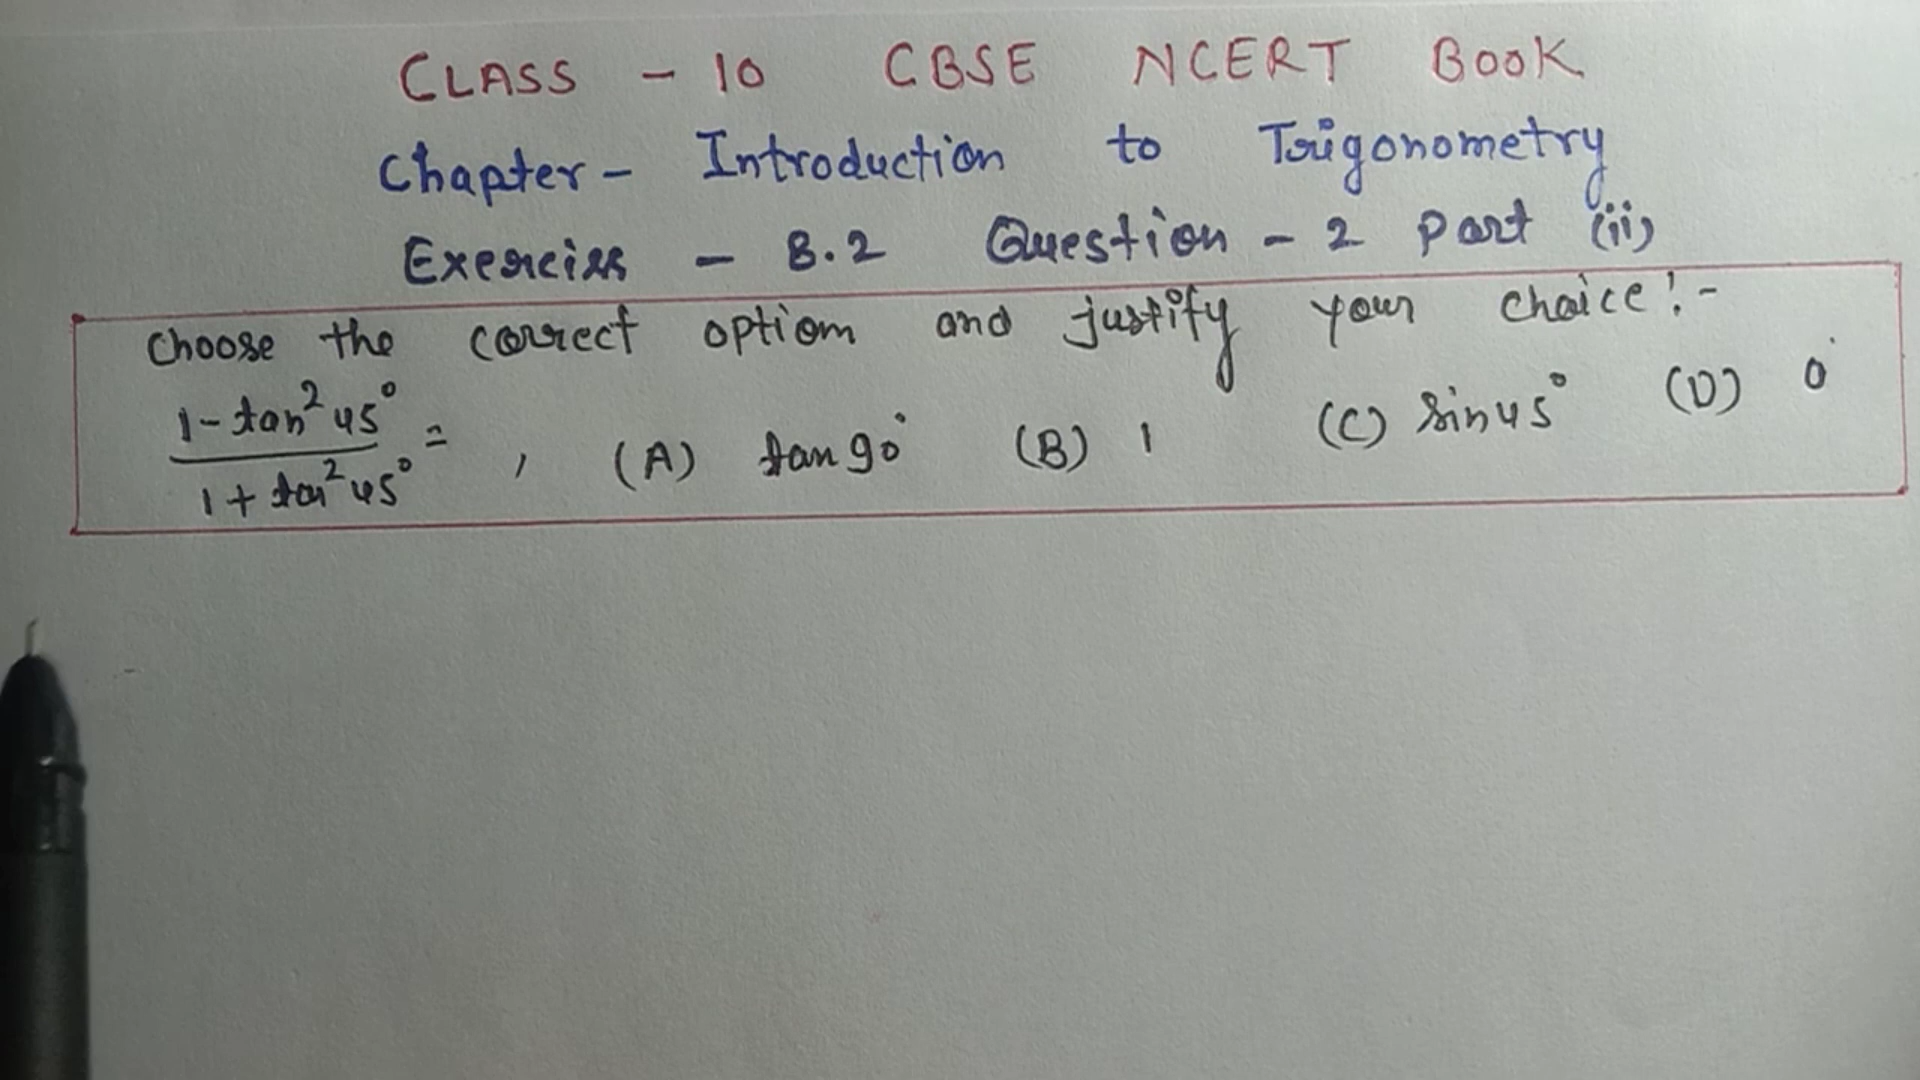 CLASS - 10 CBSE NCERT BOOK
Chapter - Introduction to Trigonometry
Exercise - 8.2 Question - 2 part (ii)
Choose the correct option and justify your choice:-
1 - tan² 45° / 1 + tan² 45° = , (A) tan 90° (B) 1 (C) sin 45° (D) 0°